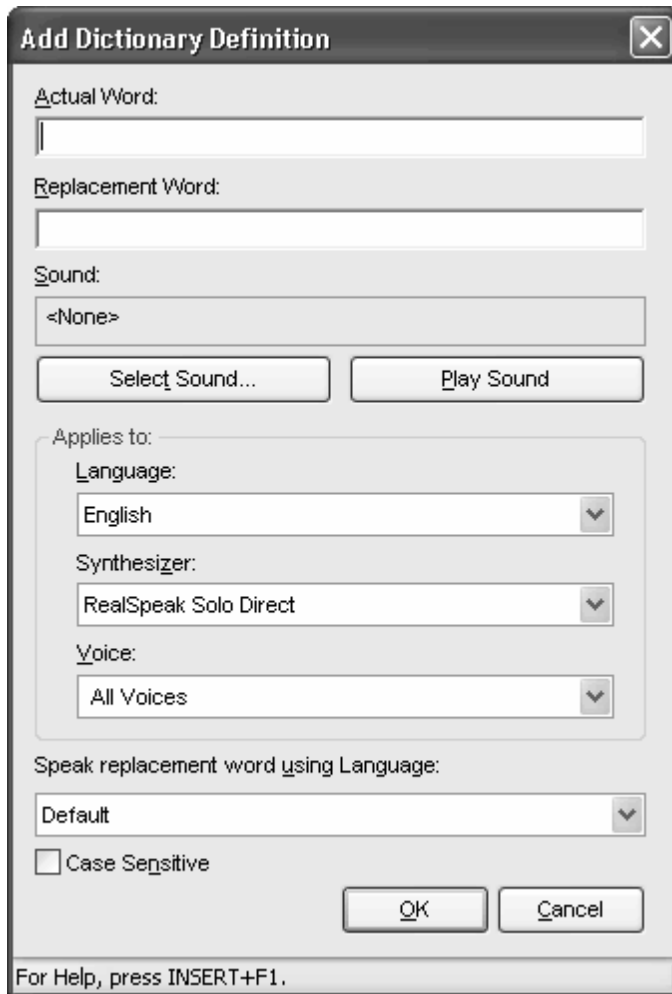 Add Dictionary Definition
Actual Word:
Replacement Word:
Sound:
<None>
Select Sound... Play Sound
Applies to:
Language:
English
Synthesizer:
RealSpeak Solo Direct
Voice:
All Voices
Speak replacement word using Language:
Default
Case Sensitive
OK Cancel
For Help, press INSERT+F1.